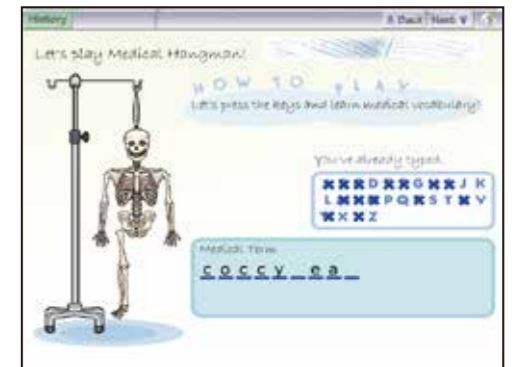 History
Back Next
Let's play Medical Hangman!
HOW TO PLAY
Let's press the keys and learn medical vocabulary!
You've already typed
D G J K
L P Q S T V
X Z
Medical Term
c o c c y _ e a _